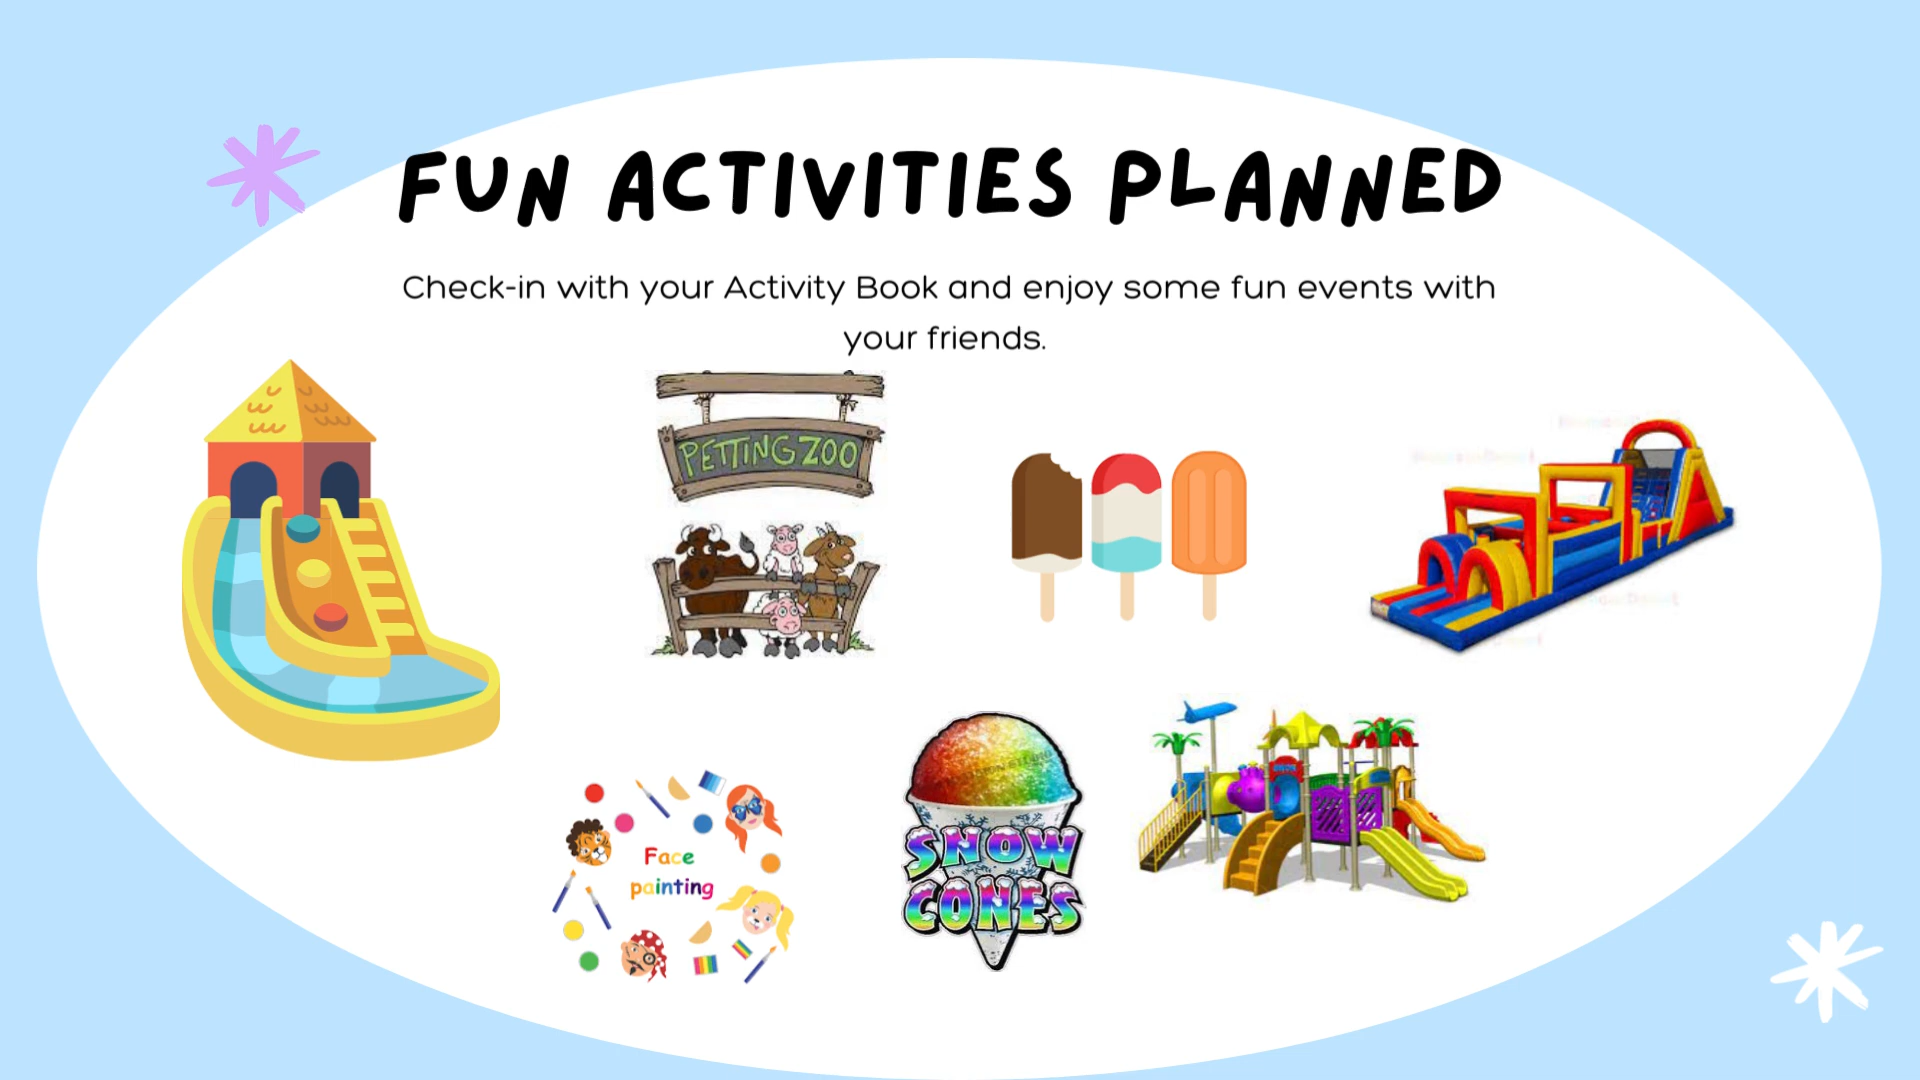 FUN ACTIVITIES PLANNED
Check-in with your Activity Book and enjoy some fun events with
your friends.
PETTING ZOO
Face
painting
SNOW
CONES